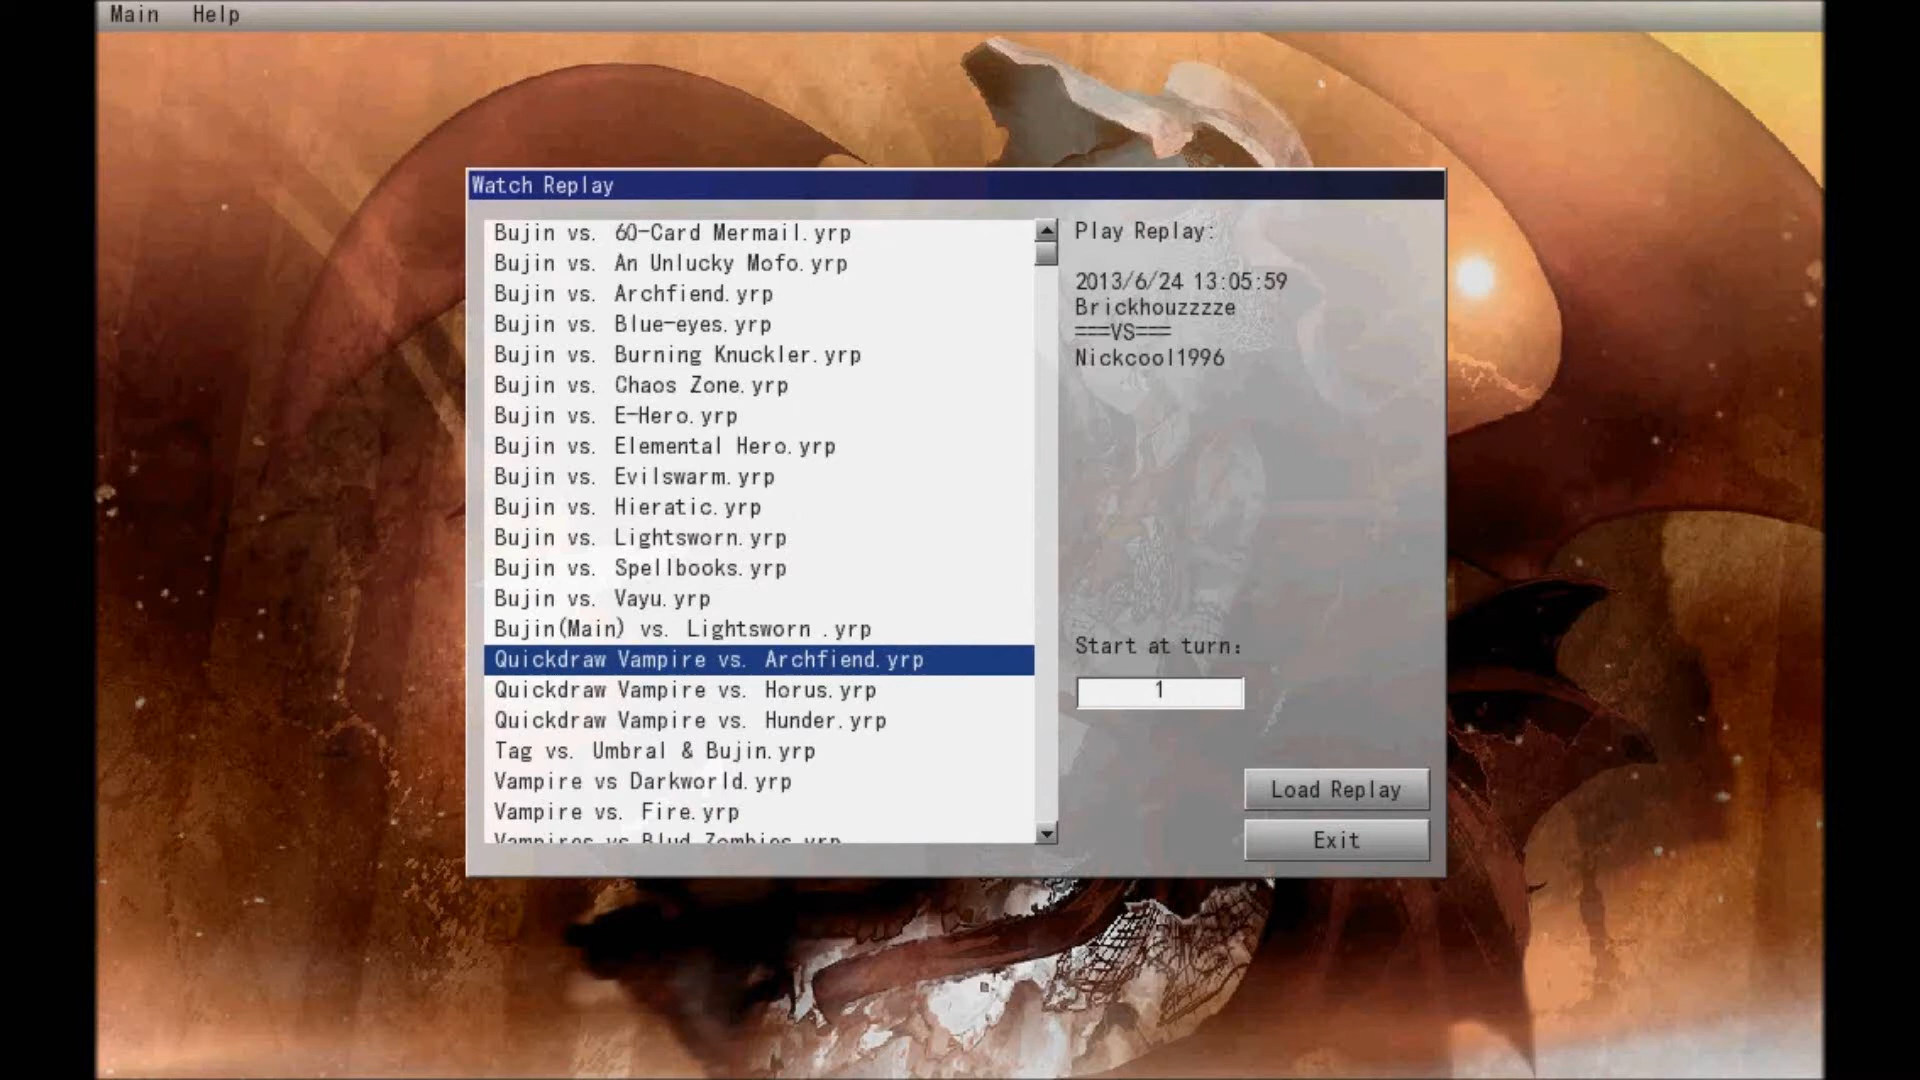 Main Help
Watch Replay
Bujin vs. 60-Card Mermail.yrp
Bujin vs. An Unlucky Mofo.yrp
Bujin vs. Archfiend.yrp
Bujin vs. Blue-eyes.yrp
Bujin vs. Burning Knuckler.yrp
Bujin vs. Chaos Zone.yrp
Bujin vs. E-Hero.yrp
Bujin vs. Elemental Hero.yrp
Bujin vs. Evilswarm.yrp
Bujin vs. Hieratic.yrp
Bujin vs. Lightsworn.yrp
Bujin vs. Spellbooks.yrp
Bujin vs. Vayu.yrp
Bujin(Main) vs. Lightsworn .yrp
Quickdraw Vampire vs. Archfiend.yrp
Quickdraw Vampire vs. Horus.yrp
Quickdraw Vampire vs. Hunder.yrp
Tag vs. Umbral & Bujin.yrp
Vampire vs Darkworld.yrp
Vampire vs. Fire.yrp
Vampires vs Blud Zombies.yrp
Play Replay:
2013/6/24 13:05:59
Brickhouzzzze
===VS===
Nickcool1996
Start at turn:
1
Load Replay
Exit